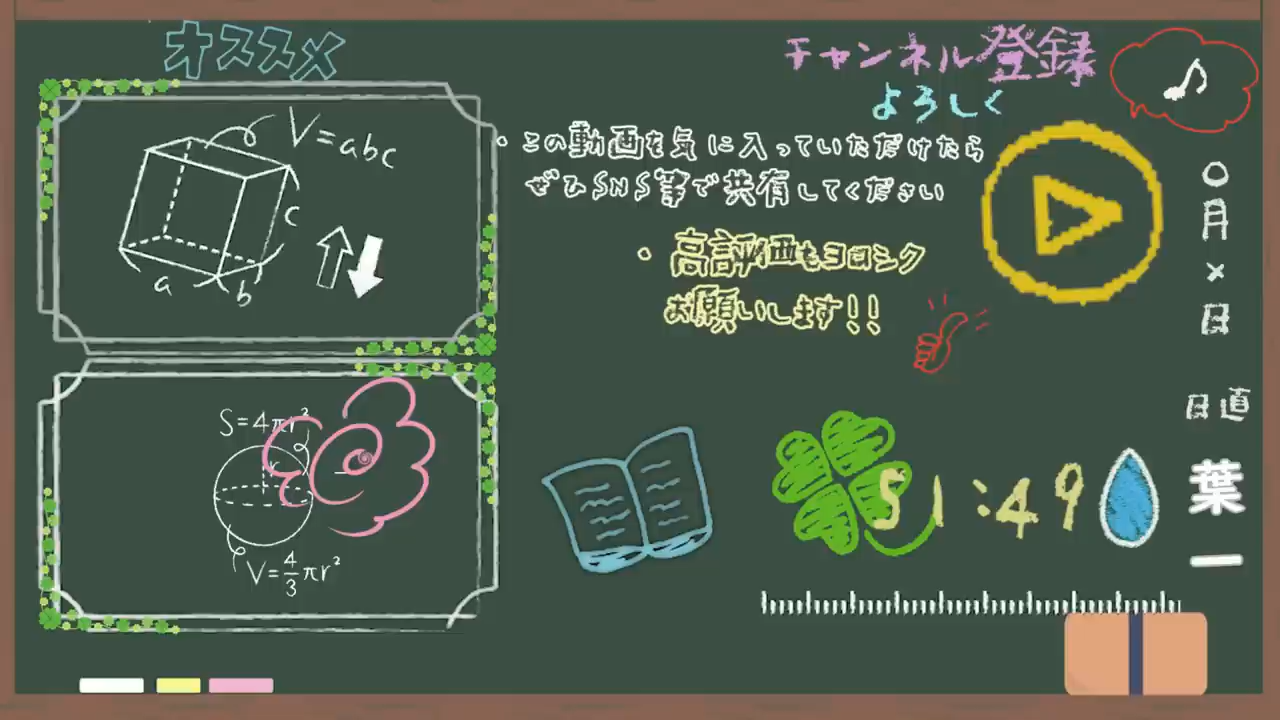 オススメ
V=abc
c
a
b
S=4πr²
r
V=4/3πr²
チャンネル登録
よろしく
・この動画を気に入っていただけたら
ぜひSNS等で共有してください
・高評価もヨロシク
お願いします!!
51:49
〇月×日
日直
葉一